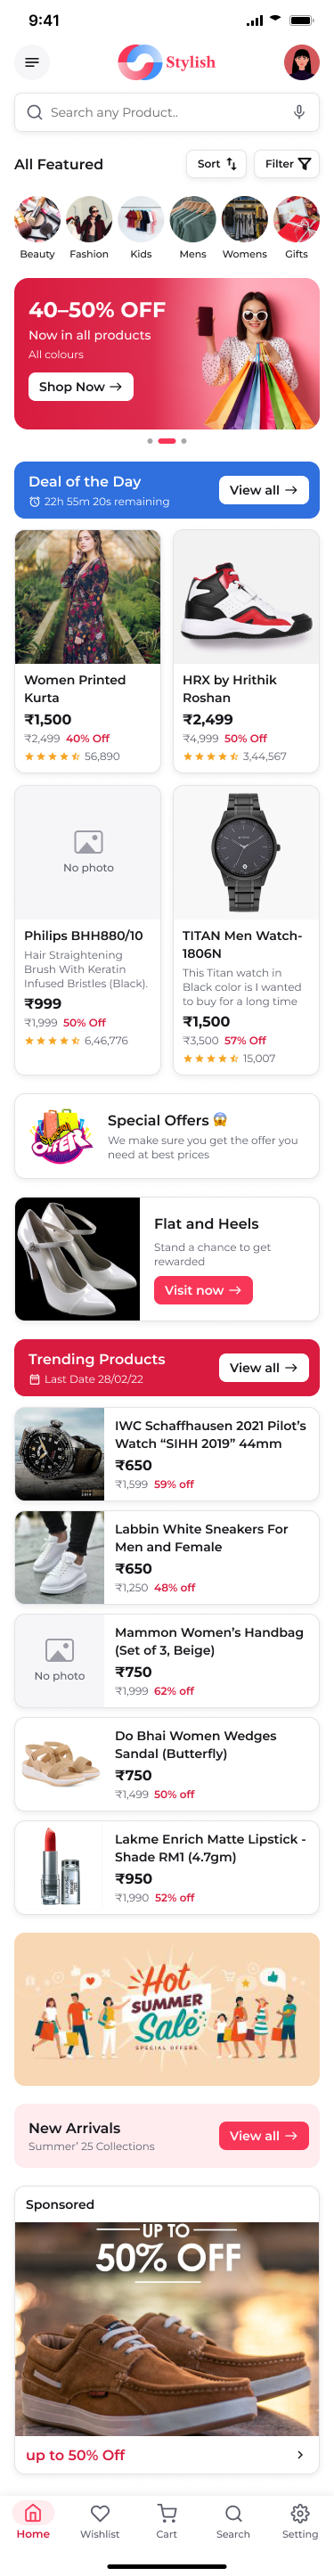 9:41
Stylish
Search any Product..
All Featured
Sort
Filter
Beauty
Fashion
Kids
Mens
Womens
Gifts
40–50% OFF
Now in all products
All colours
Shop Now →
Deal of the Day
22h 55m 20s remaining
View all →
Women Printed
Kurta
₹1,500
₹2,499 40% Off
56,890
HRX by Hrithik
Roshan
₹2,499
₹4,999 50% Off
3,44,567
No photo
Philips BHH880/10
Hair Straightening
Brush With Keratin
Infused Bristles (Black).
₹999
₹1,999 50% Off
6,46,776
TITAN Men Watch-
1806N
This Titan watch in
Black color is I wanted
to buy for a long time
₹1,500
₹3,500 57% Off
15,007
Special
OFFER
Special Offers 😱
We make sure you get the offer you
need at best prices
Flat and Heels
Stand a chance to get
rewarded
Visit now →
Trending Products
Last Date 28/02/22
View all →
IWC Schaffhausen 2021 Pilot’s
Watch “SIHH 2019” 44mm
₹650
₹1,599 59% off
Labbin White Sneakers For
Men and Female
₹650
₹1,250 48% off
No photo
Mammon Women’s Handbag
(Set of 3, Beige)
₹750
₹1,999 62% off
Do Bhai Women Wedges
Sandal (Butterfly)
₹750
₹1,499 50% off
Lakme Enrich Matte Lipstick -
Shade RM1 (4.7gm)
₹950
₹1,990 52% off
Hot
SUMMER
Sale
SPECIAL OFFERS
New Arrivals
Summer’ 25 Collections
View all →
Sponsored
UP TO
50% OFF
up to 50% Off
Home
Wishlist
Cart
Search
Setting